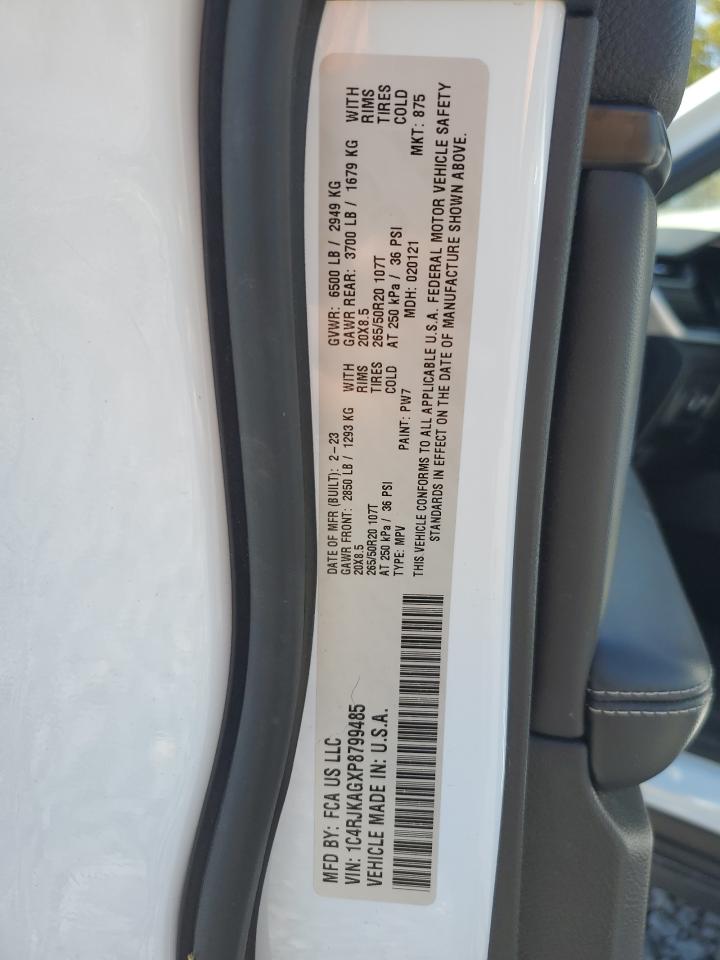 MFD BY: FCA US LLC
VIN: 1C4RJKAGXP8799485
VEHICLE MADE IN: U.S.A.
DATE OF MFR (BUILT): 2-23
GAWR FRONT: 2850 LB / 1293 KG WITH
20X8.5 RIMS
265/50R20 107T TIRES
AT 250 kPa / 36 PSI COLD
TYPE: MPV
GVWR: 6500 LB / 2949 KG
GAWR REAR: 3700 LB / 1679 KG WITH
20X8.5 RIMS
265/50R20 107T TIRES
AT 250 kPa / 36 PSI COLD
PAINT: PW7 MDH: 020121 MKT: 875
THIS VEHICLE CONFORMS TO ALL APPLICABLE U.S.A. FEDERAL MOTOR VEHICLE SAFETY
STANDARDS IN EFFECT ON THE DATE OF MANUFACTURE SHOWN ABOVE.